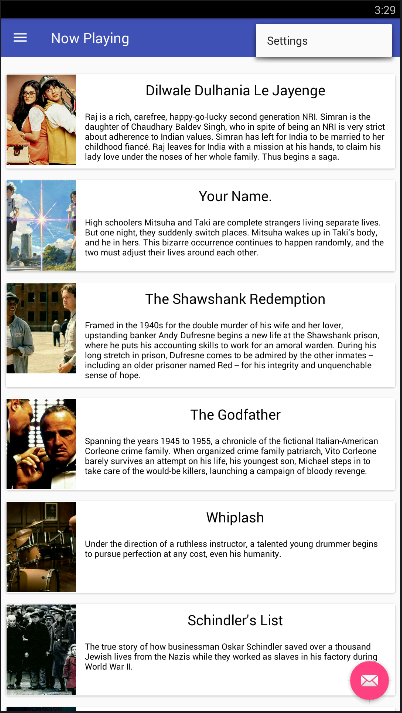 3:29
Now Playing
Settings
Dilwale Dulhania Le Jayenge
Raj is a rich, carefree, happy-go-lucky second generation NRI. Simran is the
daughter of Chaudhary Baldev Singh, who in spite of being an NRI is very strict
about adherence to Indian values. Simran has left for India to be married to her
childhood fiancé. Raj leaves for India with a mission at his hands, to claim his
lady love under the noses of her whole family. Thus begins a saga.
Your Name.
High schoolers Mitsuha and Taki are complete strangers living separate lives.
But one night, they suddenly switch places. Mitsuha wakes up in Taki's body,
and he in hers. This bizarre occurrence continues to happen randomly, and the
two must adjust their lives around each other.
The Shawshank Redemption
Framed in the 1940s for the double murder of his wife and her lover,
upstanding banker Andy Dufresne begins a new life at the Shawshank prison,
where he puts his accounting skills to work for an amoral warden. During his
long stretch in prison, Dufresne comes to be admired by the other inmates –
including an older prisoner named Red – for his integrity and unquenchable
sense of hope.
The Godfather
Spanning the years 1945 to 1955, a chronicle of the fictional Italian-American
Corleone crime family. When organized crime family patriarch, Vito Corleone
barely survives an attempt on his life, his youngest son, Michael steps in to
take care of the would-be killers, launching a campaign of bloody revenge.
Whiplash
Under the direction of a ruthless instructor, a talented young drummer begins
to pursue perfection at any cost, even his humanity.
Schindler's List
The true story of how businessman Oskar Schindler saved over a thousand
Jewish lives from the Nazis while they worked as slaves in his factory during
World War II.